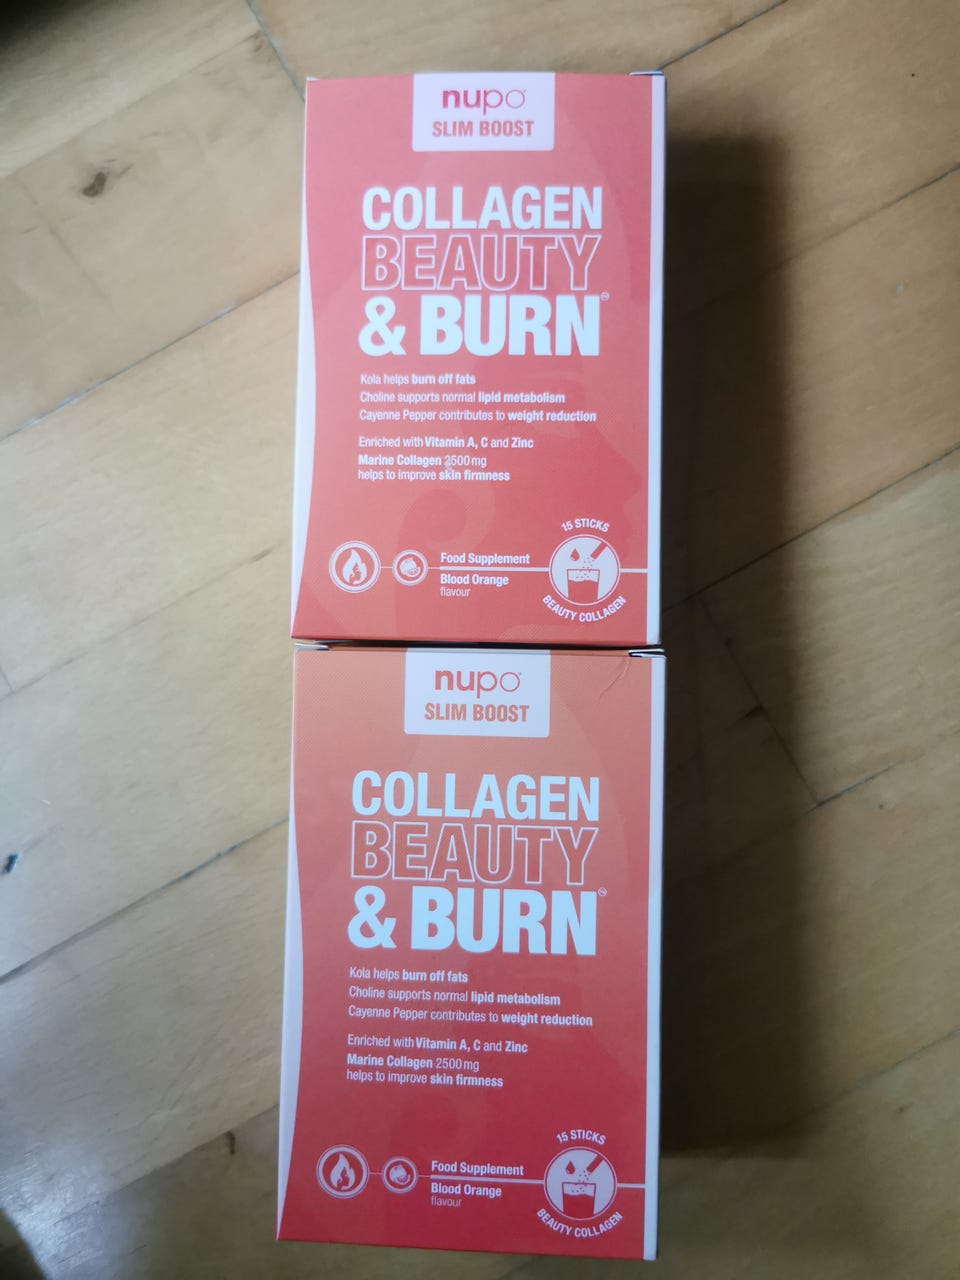 nupo
SLIM BOOST
COLLAGEN
BEAUTY
& BURN™
Kola helps burn off fats
Choline supports normal lipid metabolism
Cayenne Pepper contributes to weight reduction
Enriched with Vitamin A, C and Zinc
Marine Collagen 2500mg
helps to improve skin firmness
15 STICKS
Food Supplement
Blood Orange
flavour
BEAUTY COLLAGEN
nupo
SLIM BOOST
COLLAGEN
BEAUTY
& BURN™
Kola helps burn off fats
Choline supports normal lipid metabolism
Cayenne Pepper contributes to weight reduction
Enriched with Vitamin A, C and Zinc
Marine Collagen 2500mg
helps to improve skin firmness
15 STICKS
Food Supplement
Blood Orange
flavour
BEAUTY COLLAGEN